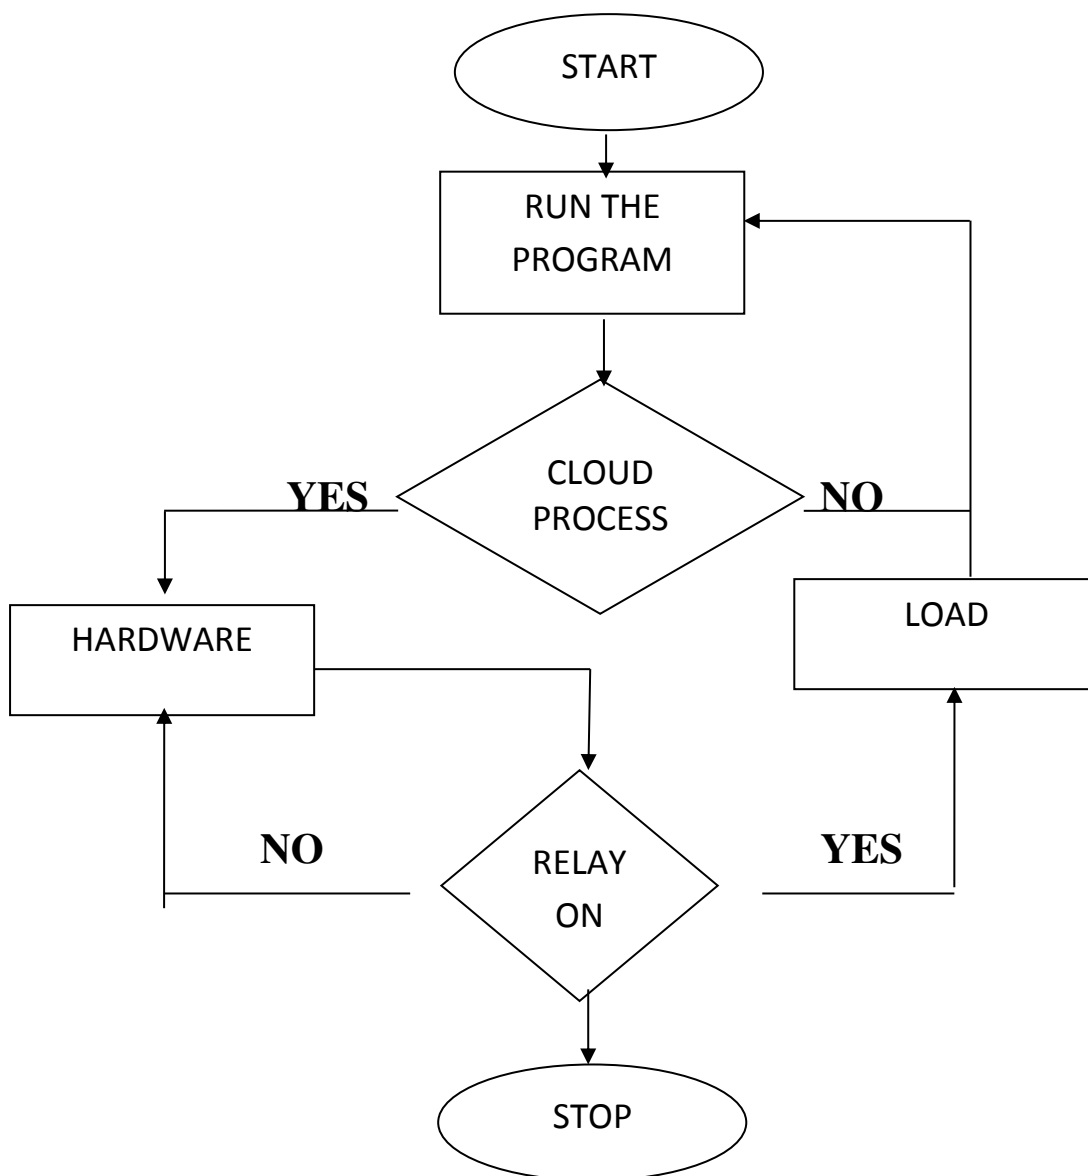 START
RUN THE
PROGRAM
CLOUD
PROCESS
YES
NO
HARDWARE
LOAD
NO
YES
RELAY
ON
STOP